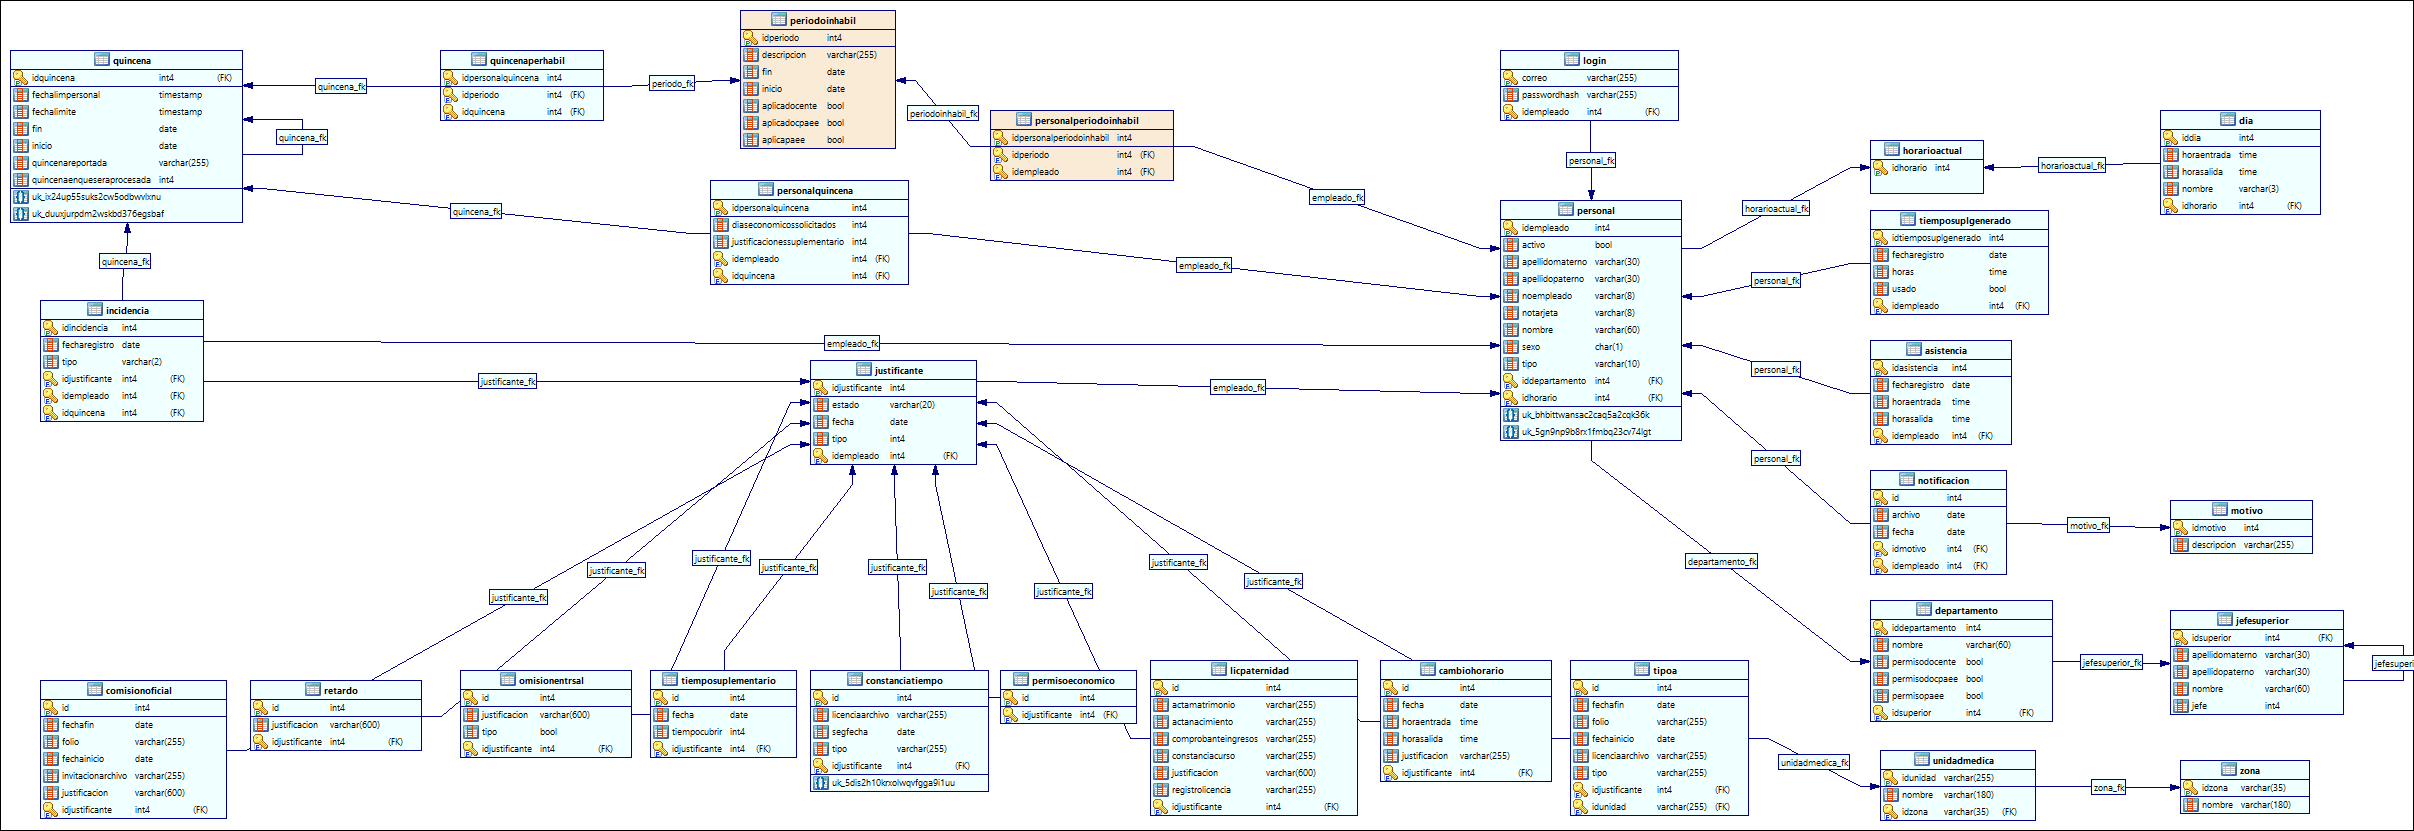 quincena
idquincena int4 (FK)
fechalimpersonal timestamp
fechalimite timestamp
fin date
inicio date
quincenareportada varchar(255)
quincenaenqueseraprocesada int4
uk_ix24up55suks2cw5odbwvlxnu
uk_duuxjurpdm2wskbd376egsbaf
quincena_fk
quincena_fk
quincenaperhabil
idpersonalquincena int4
idperiodo int4 (FK)
idquincena int4 (FK)
periodo_fk
periodoinhabil
idperiodo int4
descripcion varchar(255)
fin date
inicio date
aplicadocente bool
aplicadocpaee bool
aplicapaee bool
periodoinhabil_fk
personalperiodoinhabil
idpersonalperiodoinhabil int4
idperiodo int4 (FK)
idempleado int4 (FK)
empleado_fk
personalquincena
idpersonalquincena int4
diaseconomicossolicitados int4
justificacionessuplementario int4
idempleado int4 (FK)
idquincena int4 (FK)
quincena_fk
empleado_fk
login
correo varchar(255)
passwordhash varchar(255)
idempleado int4 (FK)
personal_fk
personal
idempleado int4
activo bool
apellidomaterno varchar(30)
apellidopaterno varchar(30)
noempleado varchar(8)
notarjeta varchar(8)
nombre varchar(60)
sexo char(1)
tipo varchar(10)
iddepartamento int4 (FK)
idhorario int4 (FK)
uk_bhbittwansac2caq5a2cqk36k
uk_5gn9np9b8rx1fmbq23cv74lgt
horarioactual_fk
horarioactual
idhorario int4
horarioactual_fk
dia
iddia int4
horaentrada time
horasalida time
nombre varchar(3)
idhorario int4 (FK)
tiemposuplgenerado
idtiemposuplgenerado int4
fecharegistro date
horas time
usado bool
idempleado int4 (FK)
personal_fk
asistencia
idasistencia int4
fecharegistro date
horaentrada time
horasalida time
idempleado int4 (FK)
personal_fk
notificacion
id int4
archivo date
fecha date
idmotivo int4 (FK)
idempleado int4 (FK)
personal_fk
motivo_fk
motivo
idmotivo int4
descripcion varchar(255)
quincena_fk
incidencia
idincidencia int4
fecharegistro date
tipo varchar(2)
idjustificante int4 (FK)
idempleado int4 (FK)
idquincena int4 (FK)
empleado_fk
justificante_fk
justificante
idjustificante int4
estado varchar(20)
fecha date
tipo int4
idempleado int4 (FK)
empleado_fk
justificante_fk
justificante_fk
justificante_fk
justificante_fk
justificante_fk
justificante_fk
justificante_fk
justificante_fk
justificante_fk
departamento_fk
departamento
iddepartamento int4
nombre varchar(60)
permisodocente bool
permisodocpaee bool
permisopaee bool
idsuperior int4 (FK)
jefesuperior_fk
jefesuperior
idsuperior int4 (FK)
apellidomaterno varchar(30)
apellidopaterno varchar(30)
nombre varchar(60)
jefe int4
jefesuperi
comisionoficial
id int4
fechafin date
folio varchar(255)
fechainicio date
invitacionarchivo varchar(255)
justificacion varchar(600)
idjustificante int4 (FK)
retardo
id int4
justificacion varchar(600)
idjustificante int4 (FK)
omisionentrsal
id int4
justificacion varchar(600)
tipo bool
idjustificante int4 (FK)
tiemposuplementario
id int4
fecha date
tiempocubrir int4
idjustificante int4 (FK)
constanciatiempo
id int4
licenciaarchivo varchar(255)
segfecha date
tipo varchar(255)
idjustificante int4 (FK)
uk_5dis2h10krxolwqvfgga9i1uu
permisoeconomico
id int4
idjustificante int4 (FK)
licpaternidad
id int4
actamatrimonio varchar(255)
actanacimiento varchar(255)
comprobanteingresos varchar(255)
constanciacurso varchar(255)
justificacion varchar(600)
registrolicencia varchar(255)
idjustificante int4 (FK)
cambiohorario
id int4
fecha date
horaentrada time
horasalida time
justificacion varchar(255)
idjustificante int4 (FK)
tipoa
id int4
fechafin date
folio varchar(255)
fechainicio date
licenciaarchivo varchar(255)
tipo varchar(255)
idjustificante int4 (FK)
idunidad varchar(255) (FK)
unidadmedica_fk
unidadmedica
idunidad varchar(255)
nombre varchar(180)
idzona varchar(35) (FK)
zona_fk
zona
idzona varchar(35)
nombre varchar(180)